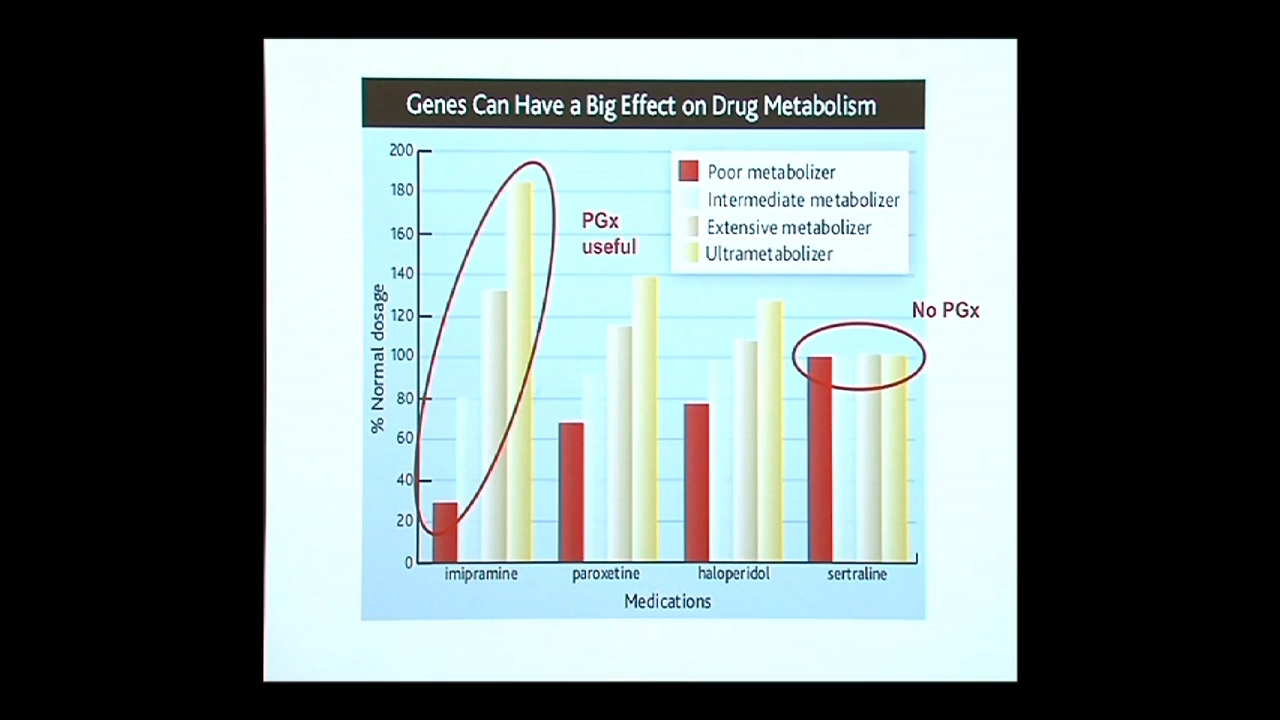 Genes Can Have a Big Effect on Drug Metabolism
200
180
160
140
120
100
80
60
40
20
0
% Normal dosage
Poor metabolizer
Intermediate metabolizer
Extensive metabolizer
Ultrametabolizer
PGx
useful
No PGx
imipramine paroxetine haloperidol sertraline
Medications